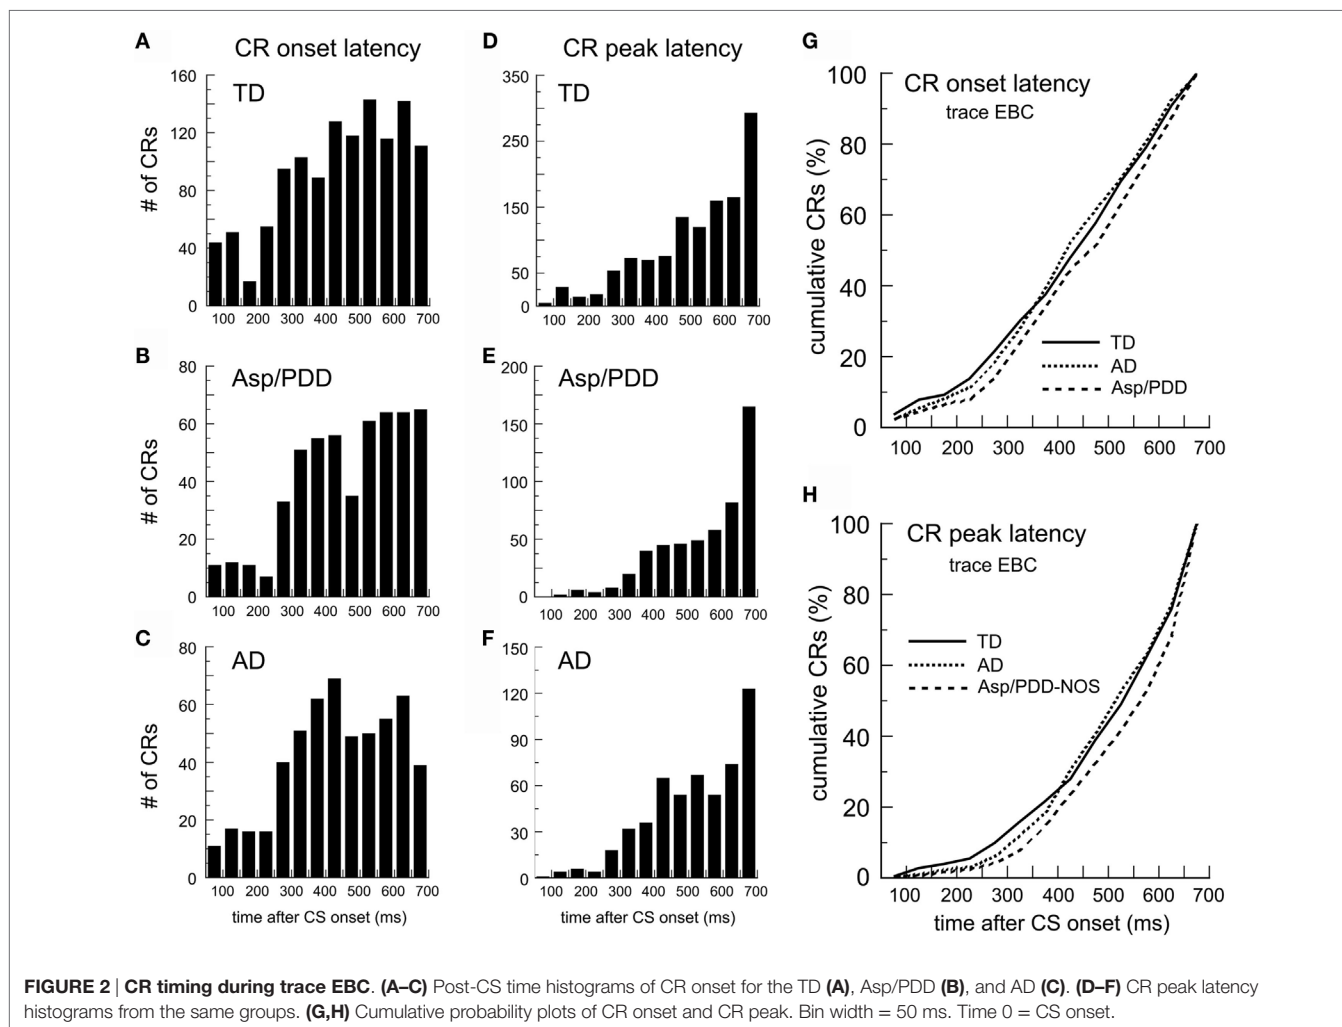 A
CR onset latency
TD
# of CRs
160
120
80
40
0
100 200 300 400 500 600 700
B
Asp/PDD
# of CRs
80
60
40
20
0
100 200 300 400 500 600 700
C
AD
# of CRs
80
60
40
20
0
100 200 300 400 500 600 700
time after CS onset (ms)
D
CR peak latency
TD
350
250
150
50
0
100 200 300 400 500 600 700
E
Asp/PDD
200
150
100
50
0
100 200 300 400 500 600 700
F
AD
150
120
90
60
30
0
100 200 300 400 500 600 700
time after CS onset (ms)
G
CR onset latency
trace EBC
cumulative CRs (%)
100
80
60
40
20
0
TD
AD
Asp/PDD
100 200 300 400 500 600 700
H
CR peak latency
trace EBC
cumulative CRs (%)
100
80
60
40
20
0
TD
AD
Asp/PDD-NOS
100 200 300 400 500 600 700
time after CS onset (ms)
FIGURE 2 | CR timing during trace EBC. (A–C) Post-CS time histograms of CR onset for the TD (A), Asp/PDD (B), and AD (C). (D–F) CR peak latency
histograms from the same groups. (G,H) Cumulative probability plots of CR onset and CR peak. Bin width = 50 ms. Time 0 = CS onset.